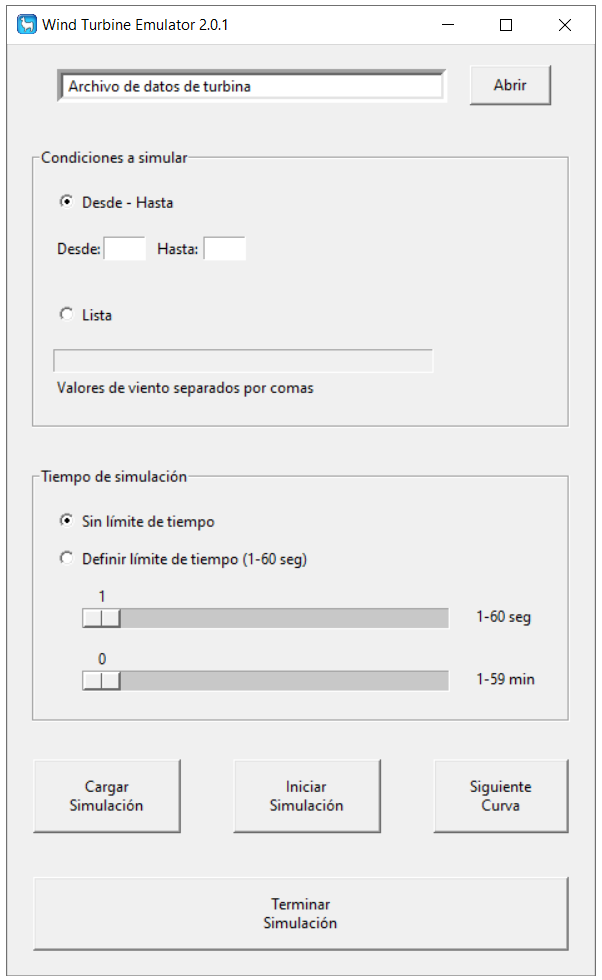 Wind Turbine Emulator 2.0.1
Archivo de datos de turbina
Abrir
Condiciones a simular
Desde - Hasta
Desde:
Hasta:
Lista
Valores de viento separados por comas
Tiempo de simulación
Sin límite de tiempo
Definir límite de tiempo (1-60 seg)
1
1-60 seg
0
1-59 min
Cargar
Simulación
Iniciar
Simulación
Siguiente
Curva
Terminar
Simulación